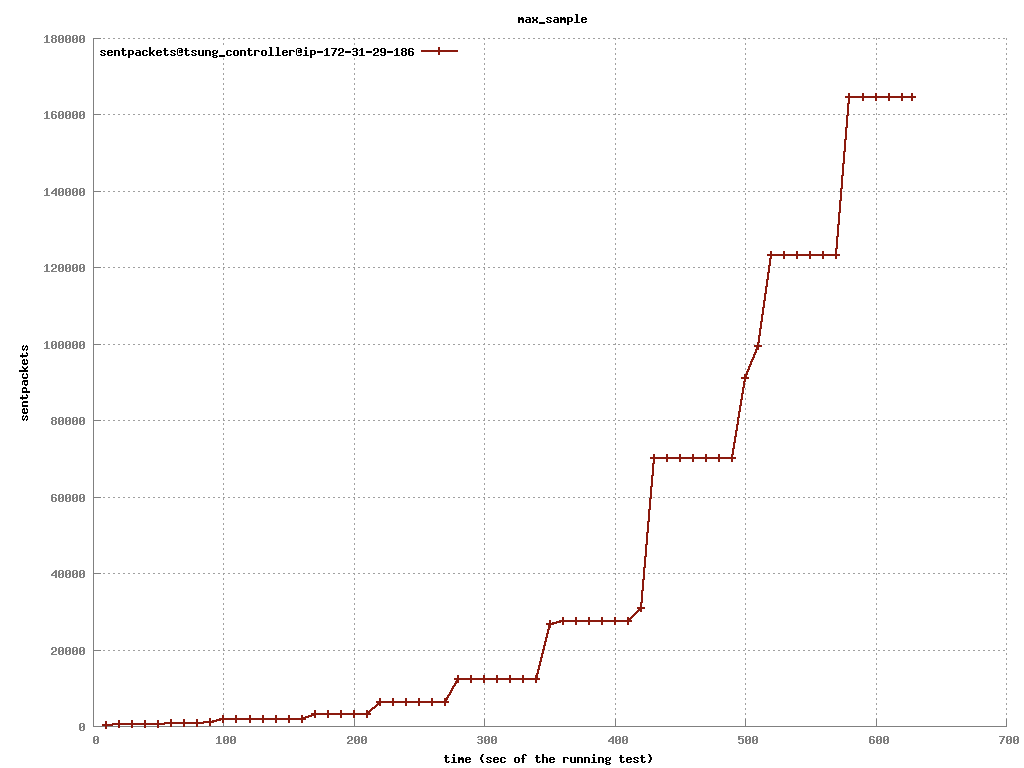 max_sample
180000
sentpackets@tsung_controller@ip-172-31-29-186
160000
140000
120000
100000
sentpackets
80000
60000
40000
20000
0
0 100 200 300 400 500 600 700
time (sec of the running test)